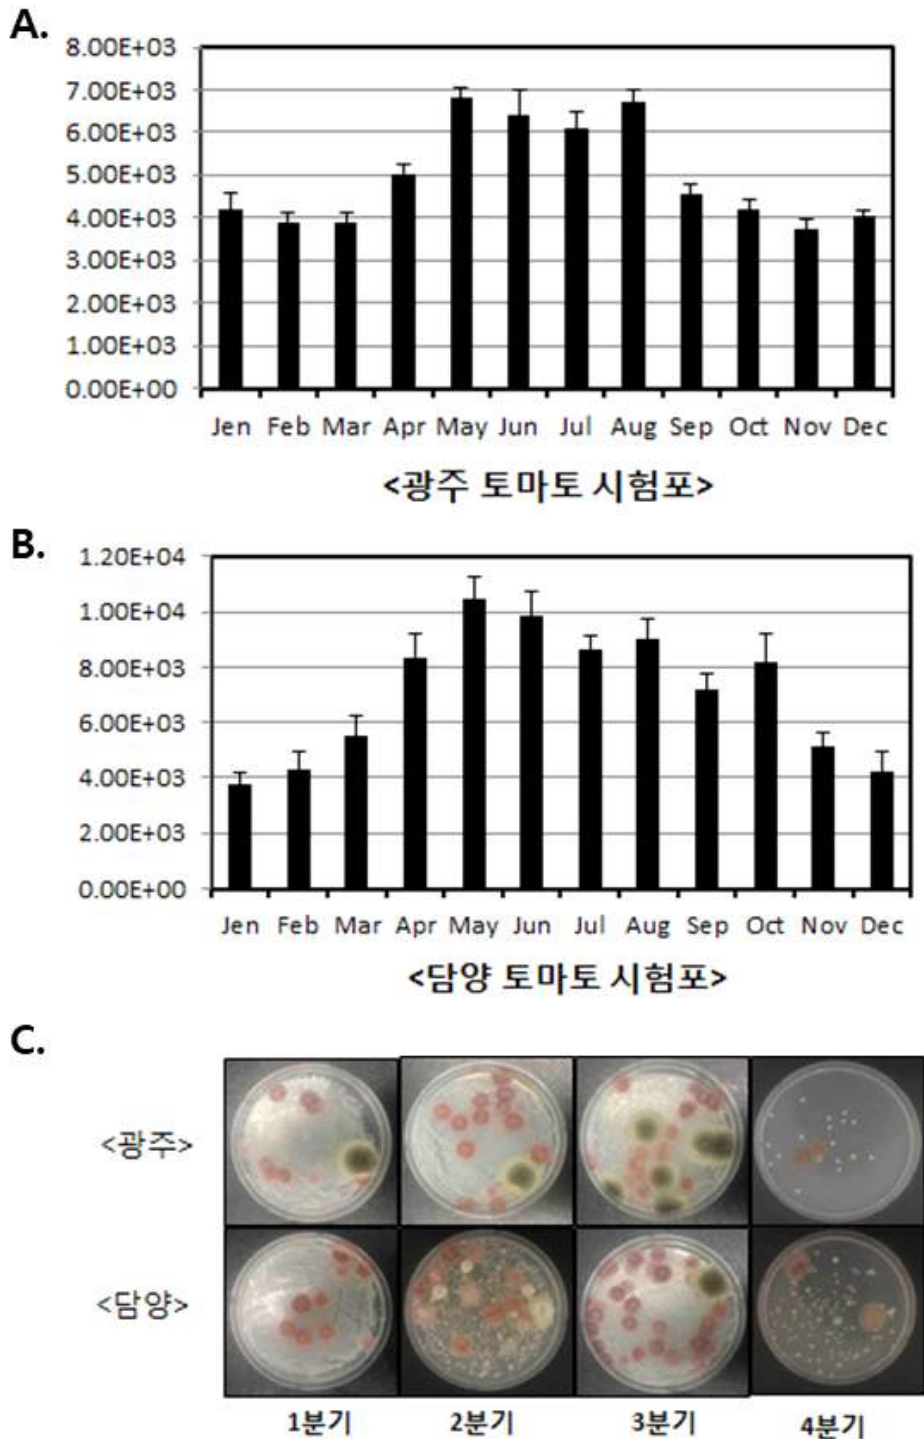 A.
8.00E+03
7.00E+03
6.00E+03
5.00E+03
4.00E+03
3.00E+03
2.00E+03
1.00E+03
0.00E+00
Jen Feb Mar Apr May Jun Jul Aug Sep Oct Nov Dec
<광주 토마토 시험포>
B.
1.20E+04
1.00E+04
8.00E+03
6.00E+03
4.00E+03
2.00E+03
0.00E+00
Jen Feb Mar Apr May Jun Jul Aug Sep Oct Nov Dec
<담양 토마토 시험포>
C.
<광주>
<담양>
1분기 2분기 3분기 4분기